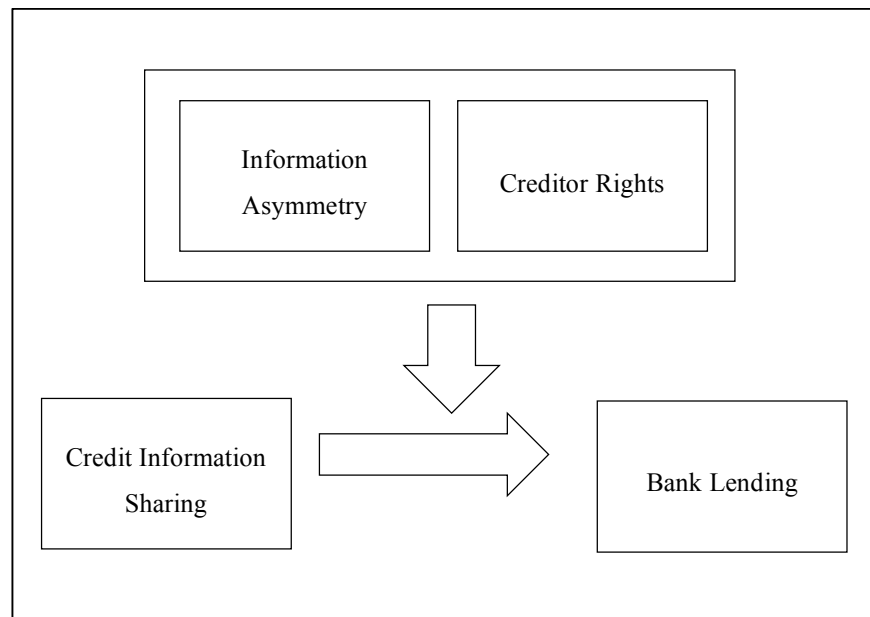 Information
Asymmetry
Creditor Rights
Credit Information
Sharing
Bank Lending